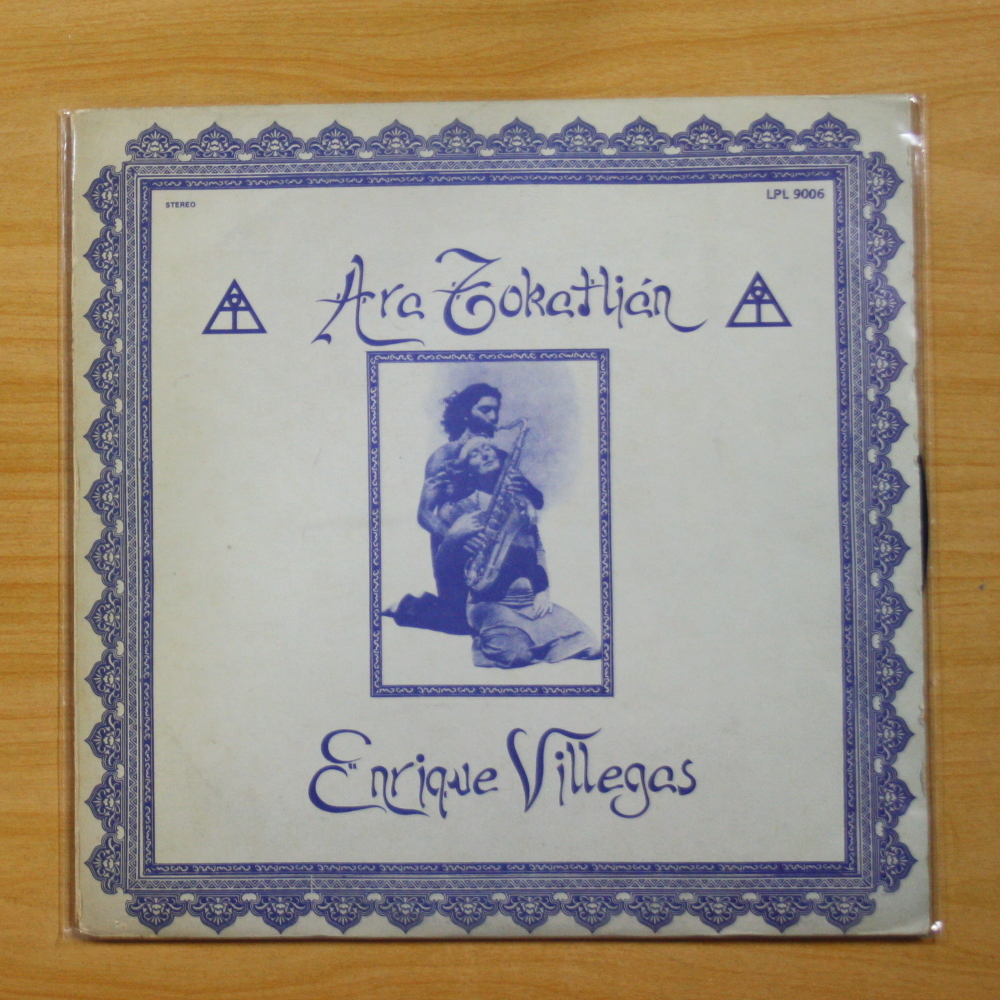 STEREO
LPL 9006
Ara Tokatlián
Enrique Villegas